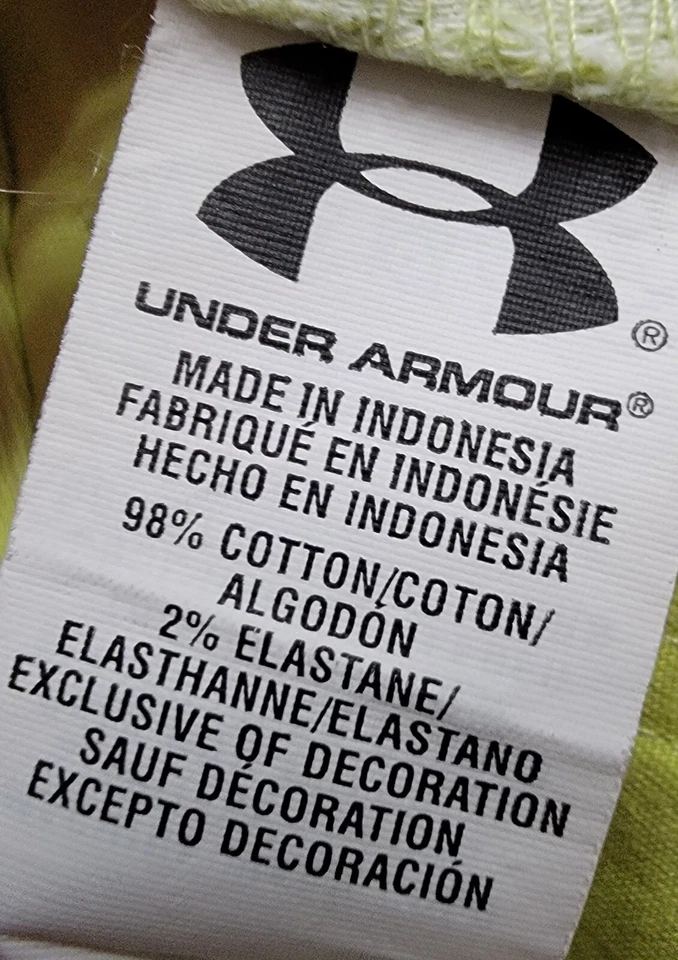 ®
UNDER ARMOUR®
MADE IN INDONESIA
FABRIQUÉ EN INDONÉSIE
HECHO EN INDONESIA
98% COTTON/COTON/
ALGODÓN
2% ELASTANE/
ELASTHANNE/ELASTANO
EXCLUSIVE OF DECORATION
SAUF DÉCORATION
EXCEPTO DECORACIÓN